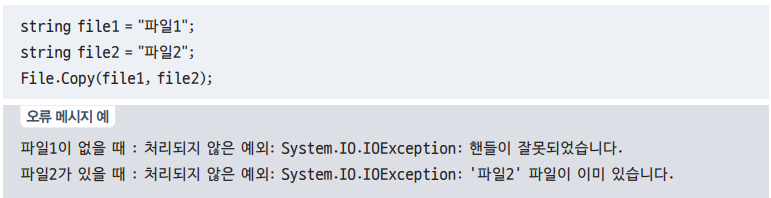 string file1 = "파일1";
string file2 = "파일2";
File.Copy(file1, file2);
오류 메시지 예
파일1이 없을 때 : 처리되지 않은 예외: System.IO.IOException: 핸들이 잘못되었습니다.
파일2가 있을 때 : 처리되지 않은 예외: System.IO.IOException: '파일2' 파일이 이미 있습니다.